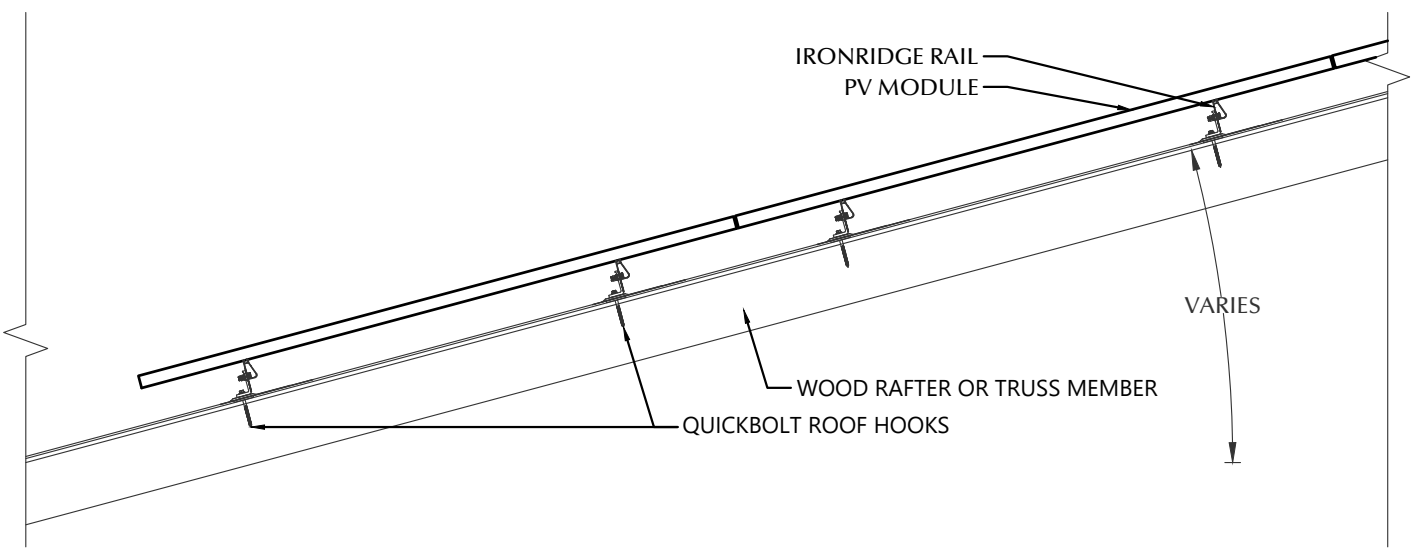 IRONRIDGE RAIL
PV MODULE
VARIES
WOOD RAFTER OR TRUSS MEMBER
QUICKBOLT ROOF HOOKS